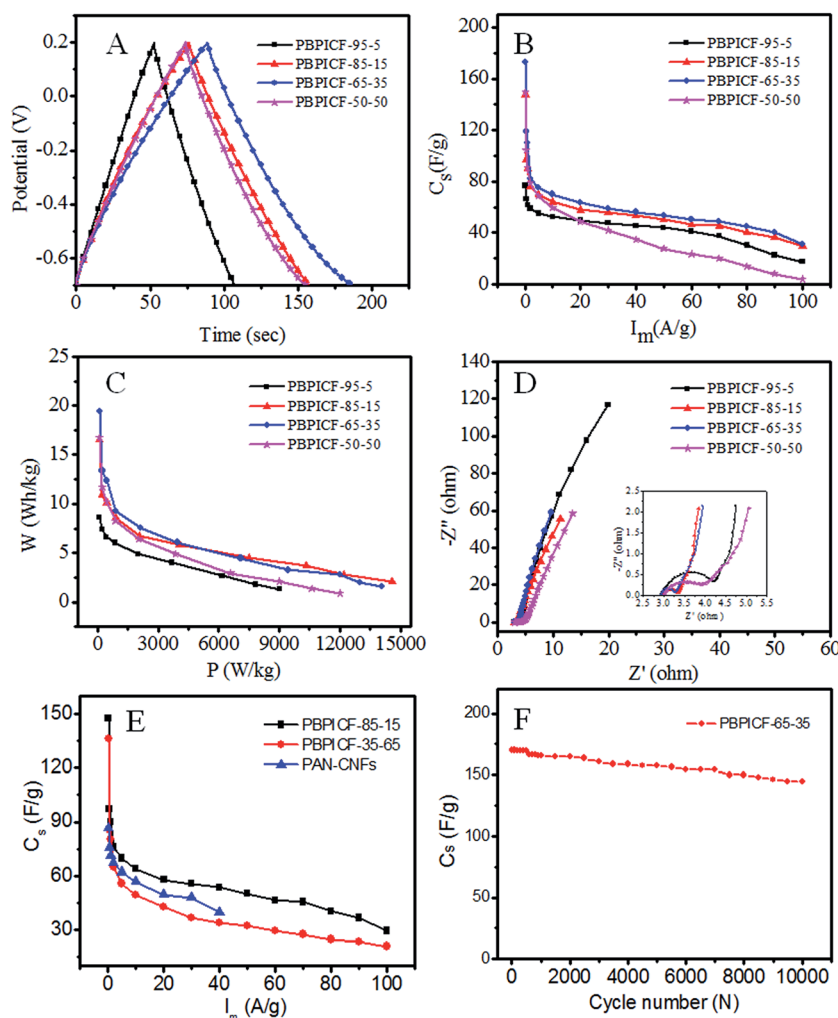 A
PBPICF-95-5
PBPICF-85-15
PBPICF-65-35
PBPICF-50-50
0.2
0.0
-0.2
-0.4
-0.6
Potential (V)
0 50 100 150 200
Time (sec)
B
PBPICF-95-5
PBPICF-85-15
PBPICF-65-35
PBPICF-50-50
200
160
120
80
40
0
Cs(F/g)
0 20 40 60 80 100
Im(A/g)
C
PBPICF-95-5
PBPICF-85-15
PBPICF-65-35
PBPICF-50-50
25
20
15
10
5
0
W (Wh/kg)
0 3000 6000 9000 12000 15000
P (W/kg)
D
PBPICF-95-5
PBPICF-85-15
PBPICF-65-35
PBPICF-50-50
140
120
100
80
60
40
20
0
-Z" (ohm)
2.5
2.0
1.5
1.0
0.5
0.0
-Z" (ohm)
2.5 3.0 3.5 4.0 4.5 5.0 5.5
Z' (ohm)
0 10 20 30 40 50 60
Z' (ohm)
E
PBPICF-85-15
PBPICF-35-65
PAN-CNFs
150
120
90
60
30
Cs (F/g)
0 20 40 60 80 100
Im (A/g)
F
PBPICF-65-35
200
150
100
50
0
Cs (F/g)
0 2000 4000 6000 8000 10000
Cycle number (N)